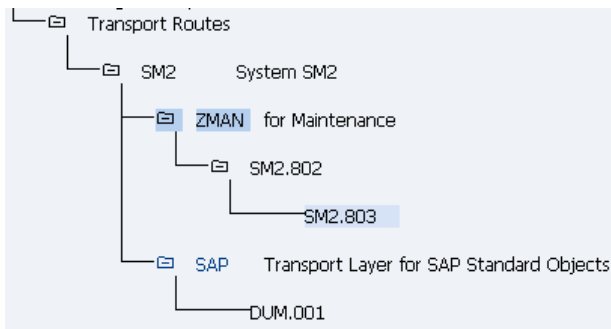 Transport Routes
SM2 System SM2
ZMAN for Maintenance
SM2.802
SM2.803
SAP Transport Layer for SAP Standard Objects
DUM.001